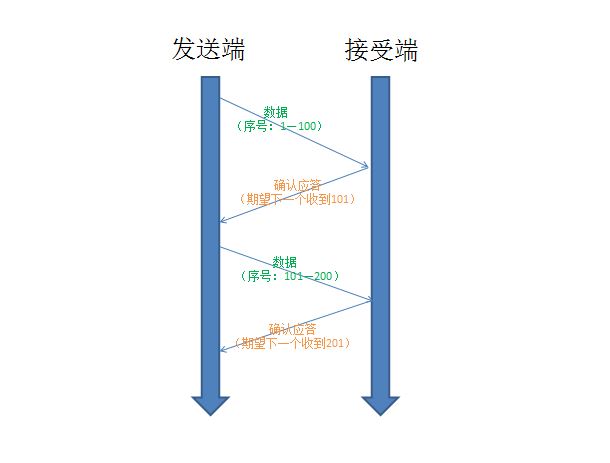 发送端
接受端
数据
（序号：1—100）
确认应答
（期望下一个收到101）
数据
（序号：101—200）
确认应答
（期望下一个收到201）